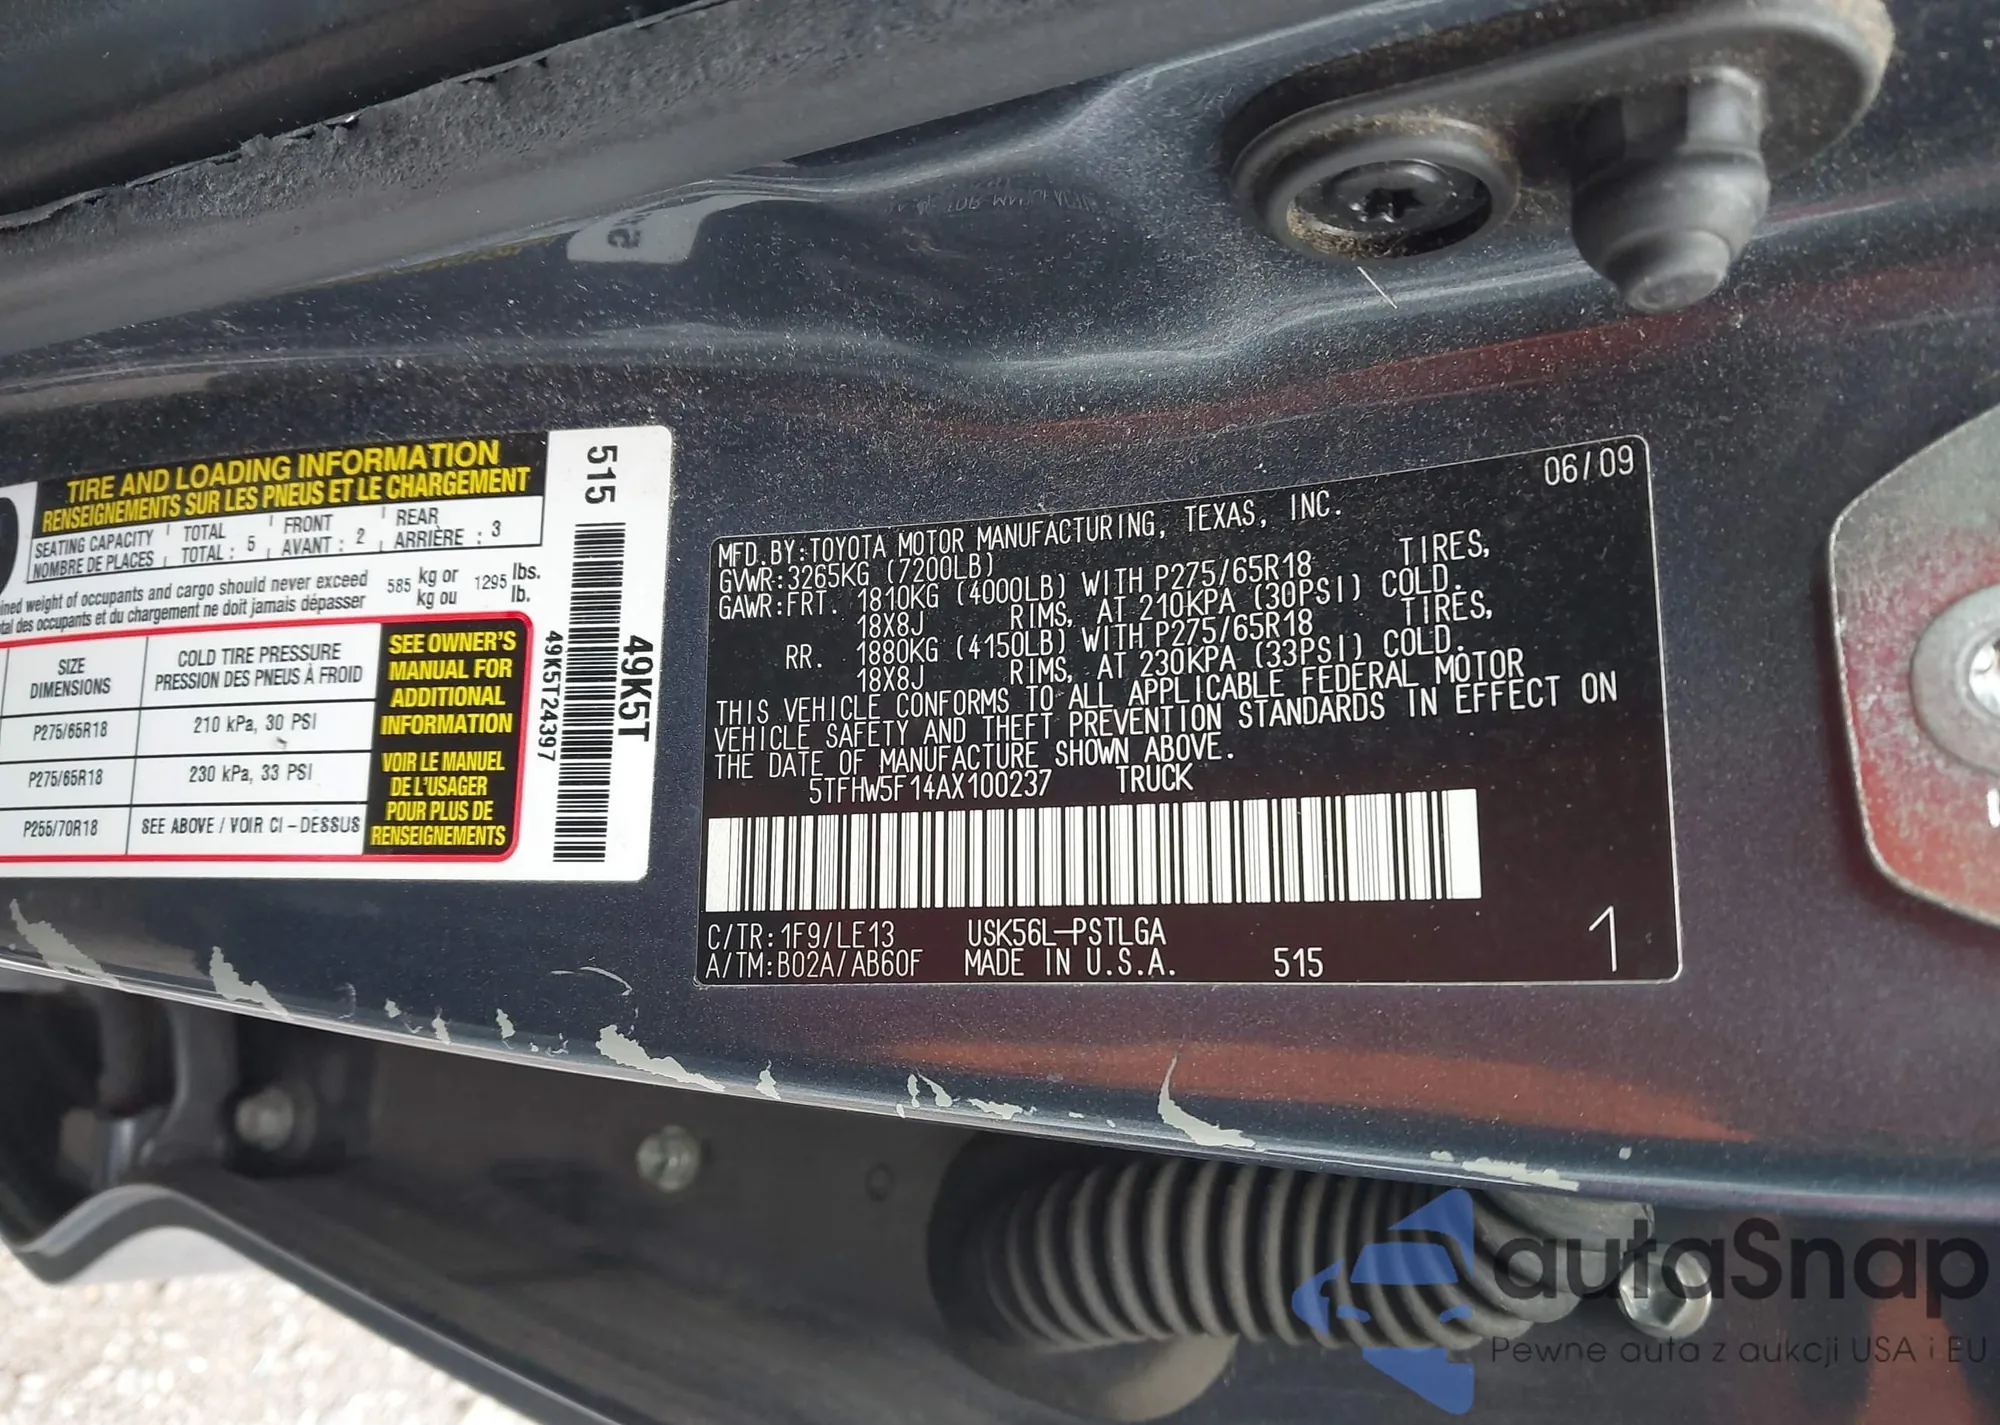 TIRE AND LOADING INFORMATION
RENSEIGNEMENTS SUR LES PNEUS ET LE CHARGEMENT
SEATING CAPACITY TOTAL FRONT REAR
NOMBRE DE PLACES TOTAL : 5 AVANT : 2 ARRIÈRE : 3
weight of occupants and cargo should never exceed 585 kg or 1295 lbs.
des occupants et du chargement ne doit jamais dépasser kg ou lb.
SIZE
DIMENSIONS
COLD TIRE PRESSURE
PRESSION DES PNEUS À FROID
P275/65R18 210 kPa, 30 PSI
P275/65R18 230 kPa, 33 PSI
P255/70R18 SEE ABOVE / VOIR CI-DESSUS
SEE OWNER'S
MANUAL FOR
ADDITIONAL
INFORMATION
VOIR LE MANUEL
DE L'USAGER
POUR PLUS DE
RENSEIGNEMENTS
515
49K5T
49K5T24397
06/09
MFD.BY:TOYOTA MOTOR MANUFACTURING, TEXAS, INC.
GVWR:3265KG (7200LB)
GAWR:FRT. 1810KG (4000LB) WITH P275/65R18 TIRES,
18X8J RIMS, AT 210KPA (30PSI) COLD.
RR. 1880KG (4150LB) WITH P275/65R18 TIRES,
18X8J RIMS, AT 230KPA (33PSI) COLD.
THIS VEHICLE CONFORMS TO ALL APPLICABLE FEDERAL MOTOR
VEHICLE SAFETY AND THEFT PREVENTION STANDARDS IN EFFECT ON
THE DATE OF MANUFACTURE SHOWN ABOVE.
5TFHW5F14AX100237 TRUCK
C/TR:1F9/LE13 USK56L-PSTLGA
A/TM:B02A/AB60F MADE IN U.S.A. 515 1
autaSnap
Pewne auta z aukcji USA i EU